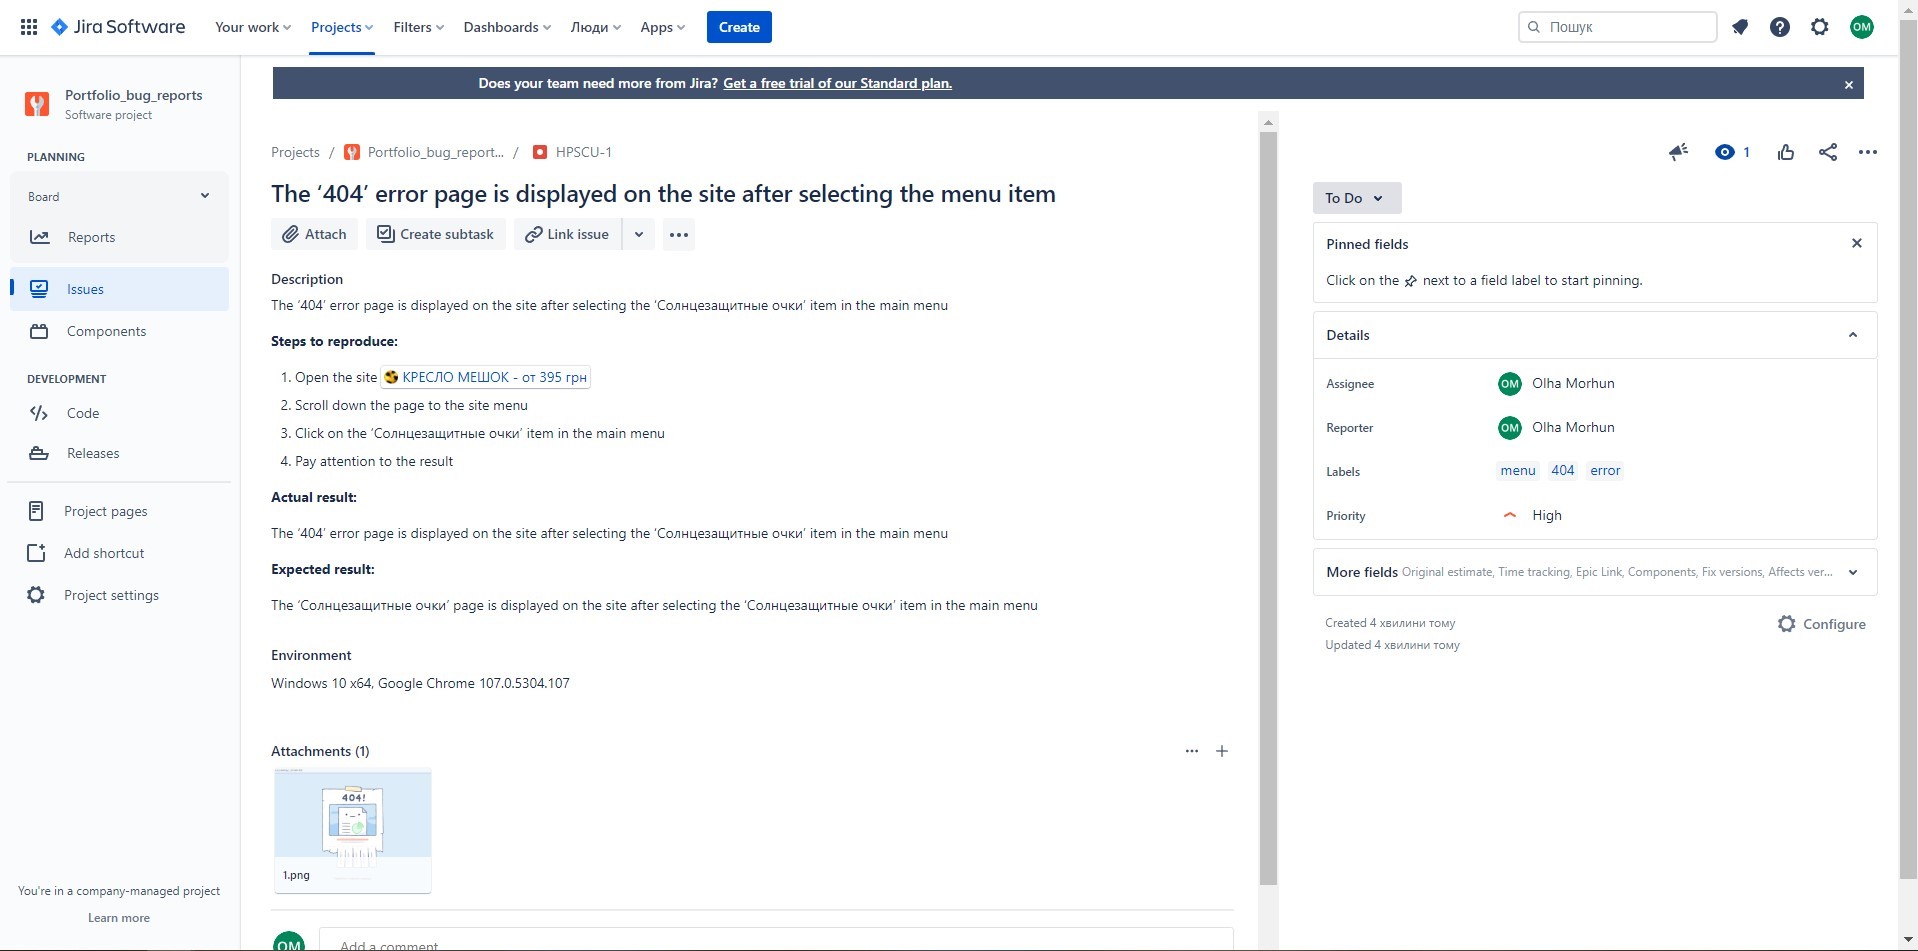 Jira Software
Your work
Projects
Filters
Dashboards
Люди
Apps
Create
Пошук
OM
Portfolio_bug_reports
Software project
PLANNING
Board
Reports
Issues
Components
DEVELOPMENT
Code
Releases
Project pages
Add shortcut
Project settings
You're in a company-managed project
Learn more
Does your team need more from Jira? Get a free trial of our Standard plan.
Projects / Portfolio_bug_report... / HPSCU-1
The ‘404’ error page is displayed on the site after selecting the menu item
Attach
Create subtask
Link issue
Description
The ‘404’ error page is displayed on the site after selecting the ‘Солнцезащитные очки’ item in the main menu
Steps to reproduce:
1. Open the site КРЕСЛО МЕШОК - от 395 грн
2. Scroll down the page to the site menu
3. Click on the ‘Солнцезащитные очки’ item in the main menu
4. Pay attention to the result
Actual result:
The ‘404’ error page is displayed on the site after selecting the ‘Солнцезащитные очки’ item in the main menu
Expected result:
The ‘Солнцезащитные очки’ page is displayed on the site after selecting the ‘Солнцезащитные очки’ item in the main menu
Environment
Windows 10 x64, Google Chrome 107.0.5304.107
Attachments (1)
404!
1.png
OM
Add a comment...
1
To Do
Pinned fields
Click on the next to a field label to start pinning.
Details
Assignee
OM Olha Morhun
Reporter
OM Olha Morhun
Labels
menu 404 error
Priority
High
More fields Original estimate, Time tracking, Epic Link, Components, Fix versions, Affects ver...
Created 4 хвилини тому
Updated 4 хвилини тому
Configure